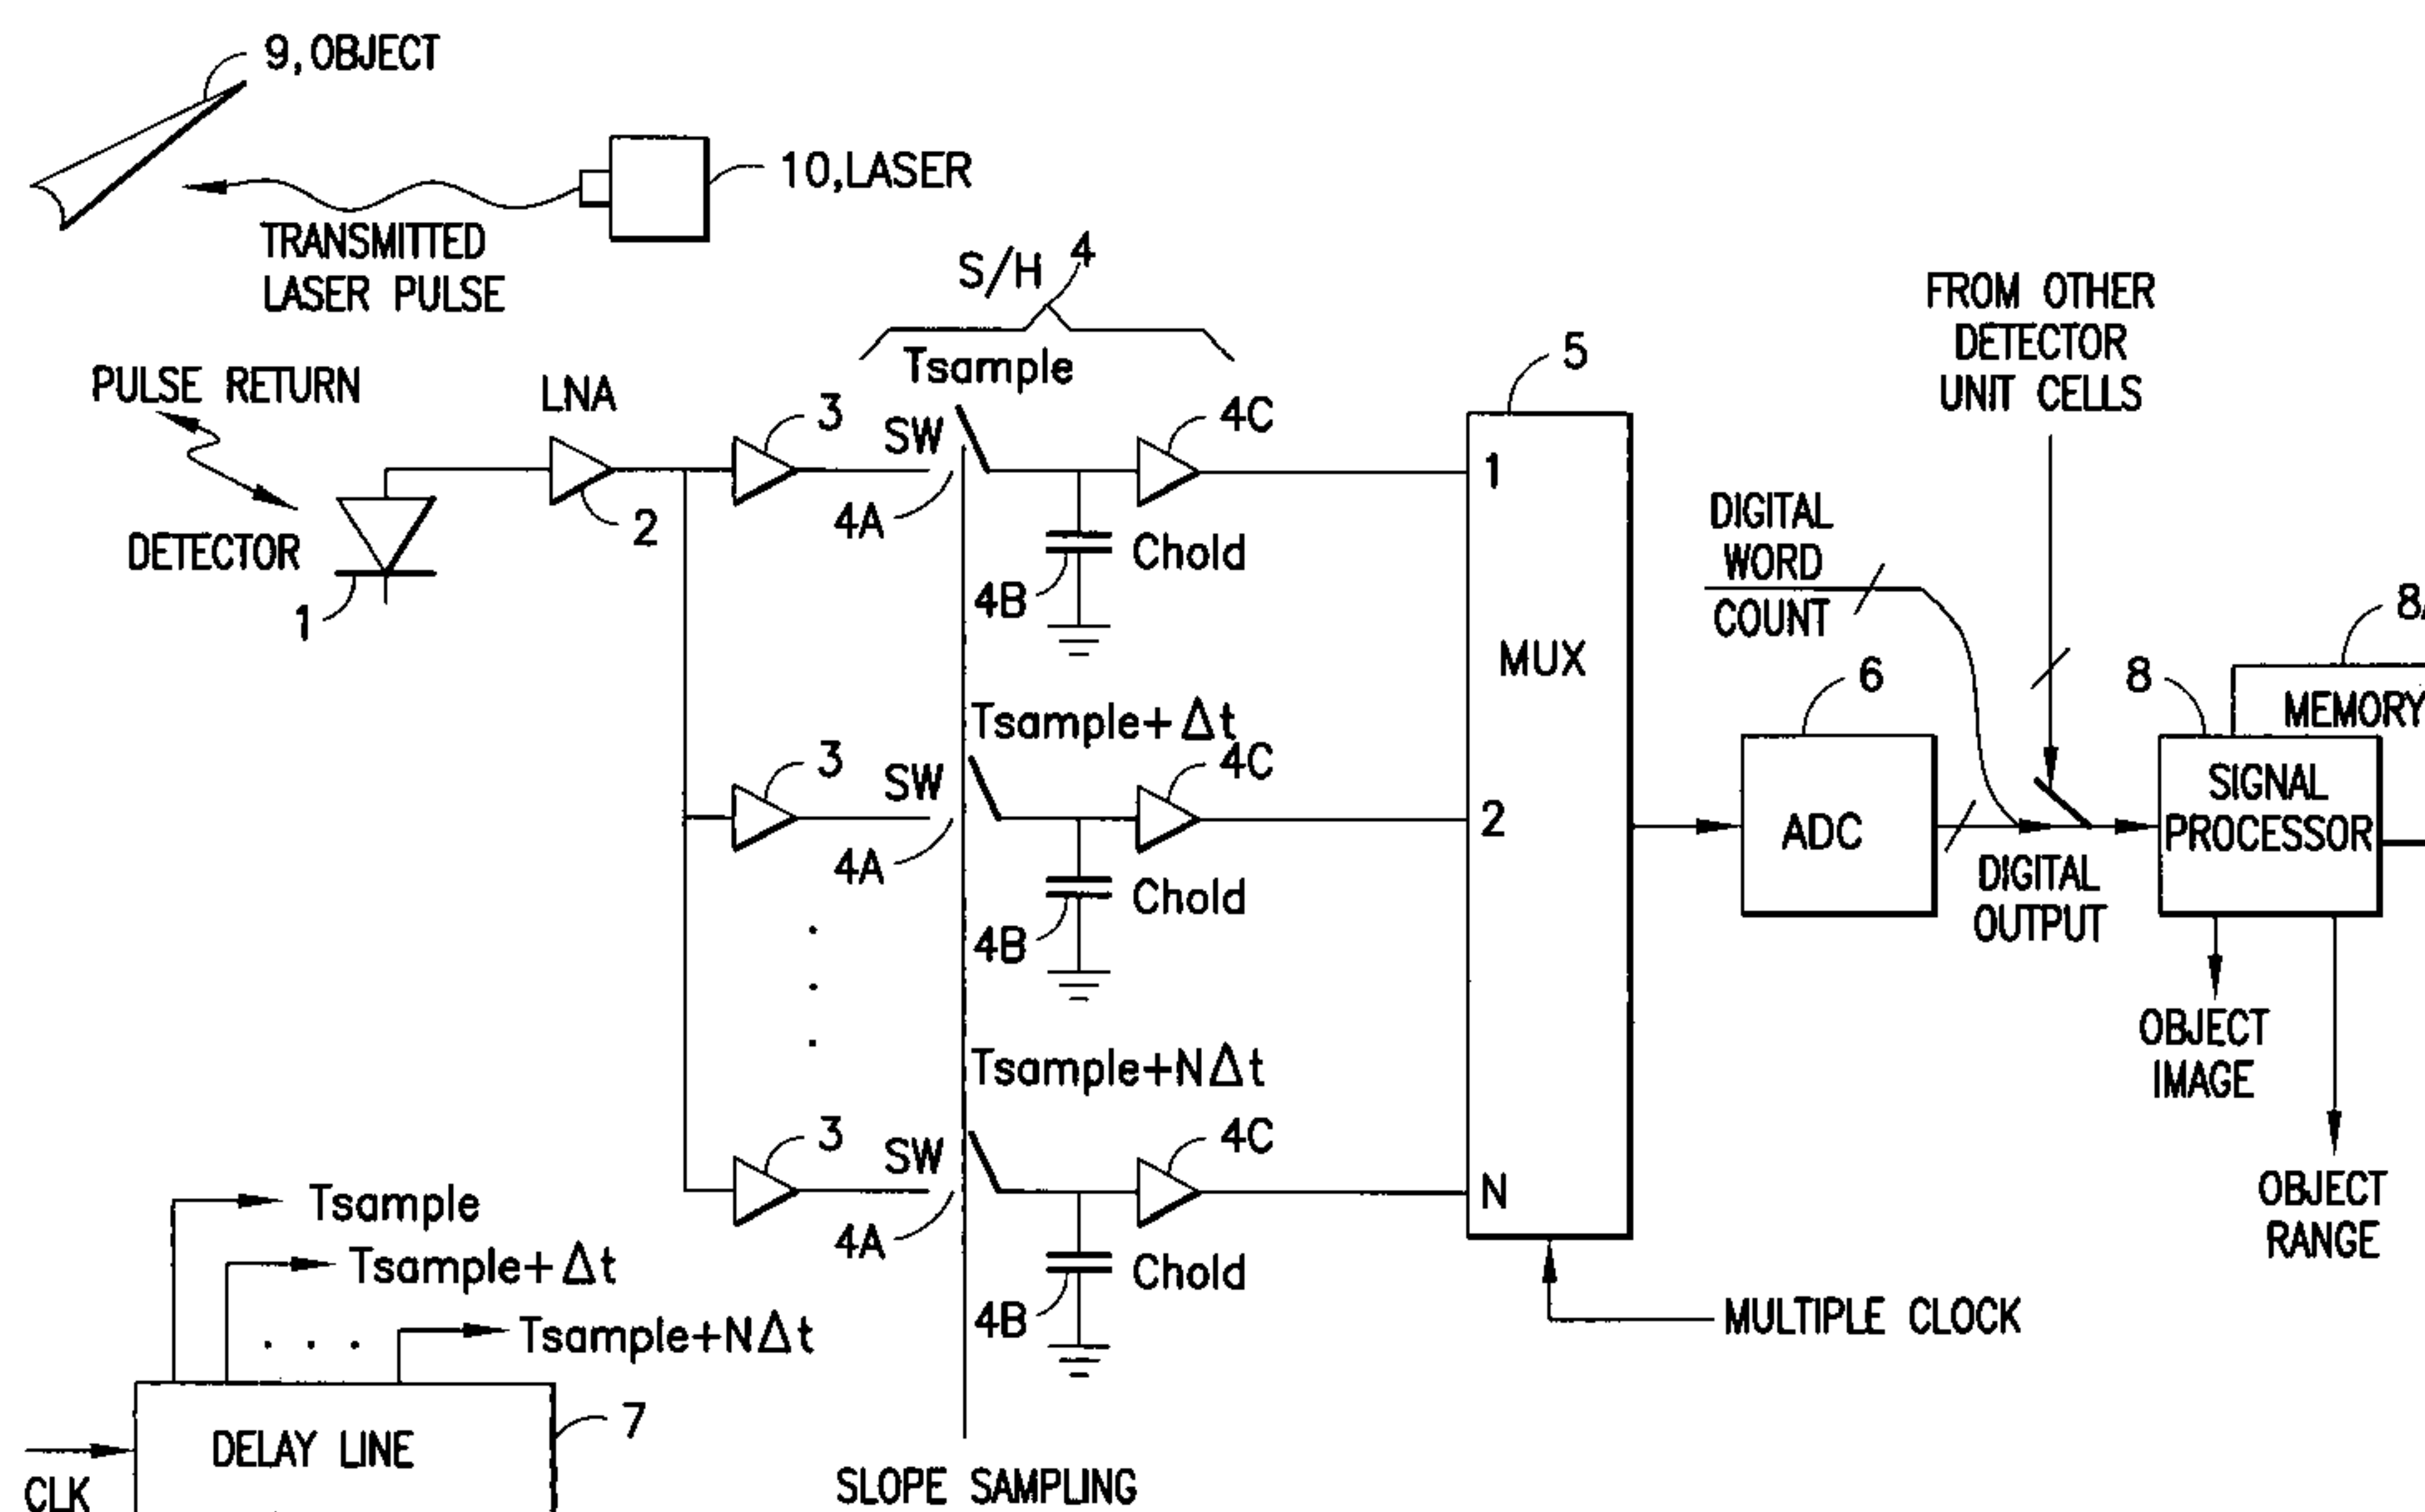 9,OBJECT
10,LASER
TRANSMITTED
LASER PULSE
S/H 4
Tsample
PULSE RETURN
DETECTOR
1
LNA
2
3
SW
4A
4C
Chold
4B
5
1
MUX
Tsample+Δt
3
SW
4A
4C
Chold
4B
2
Tsample+NΔt
3
SW
4A
4C
Chold
4B
N
MULTIPLE CLOCK
FROM OTHER
DETECTOR
UNIT CELLS
DIGITAL
WORD
COUNT
6
ADC
DIGITAL
OUTPUT
8
SIGNAL
PROCESSOR
MEMORY
OBJECT
IMAGE
OBJECT
RANGE
Tsample
Tsample+Δt
Tsample+NΔt
7
DELAY LINE
CLK
SLOPE SAMPLING